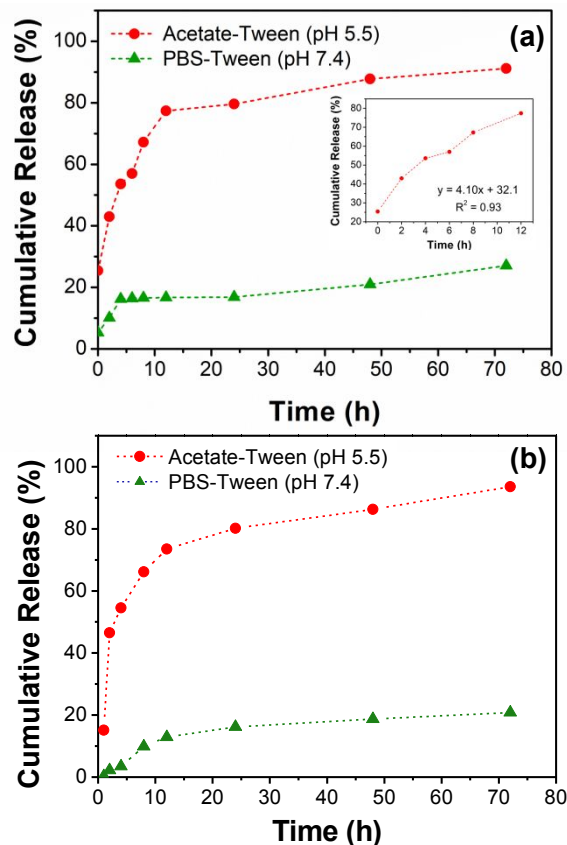 (a)
Acetate-Tween (pH 5.5)
PBS-Tween (pH 7.4)
Cumulative Release (%)
100
80
60
40
20
0
0 10 20 30 40 50 60 70 80
Time (h)
Cumulative Release (%)
80
70
60
50
40
30
20
y = 4.10x + 32.1
R² = 0.93
0 2 4 6 8 10 12
Time (h)
(b)
Acetate-Tween (pH 5.5)
PBS-Tween (pH 7.4)
Cumulative Release (%)
100
80
60
40
20
0
0 10 20 30 40 50 60 70 80
Time (h)